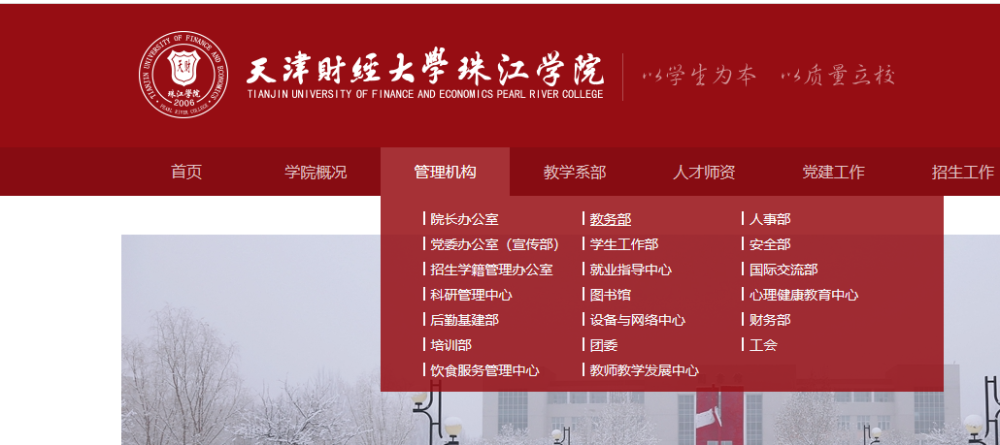 TIANJIN UNIVERSITY OF FINANCE AND ECONOMICS
天财
珠江學院
2006
PEARL RIVER COLLEGE
天津财經大學珠江学院
TIANJIN UNIVERSITY OF FINANCE AND ECONOMICS PEARL RIVER COLLEGE
以学生为本 以质量立校
首页 学院概况 管理机构 教学系部 人才师资 党建工作 招生工作
院长办公室 教务部 人事部
党委办公室（宣传部） 学生工作部 安全部
招生学籍管理办公室 就业指导中心 国际交流部
科研管理中心 图书馆 心理健康教育中心
后勤基建部 设备与网络中心 财务部
培训部 团委 工会
饮食服务管理中心 教师教学发展中心